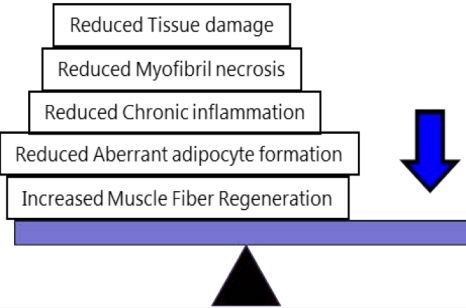 Reduced Tissue damage
Reduced Myofibril necrosis
Reduced Chronic inflammation
Reduced Aberrant adipocyte formation
Increased Muscle Fiber Regeneration